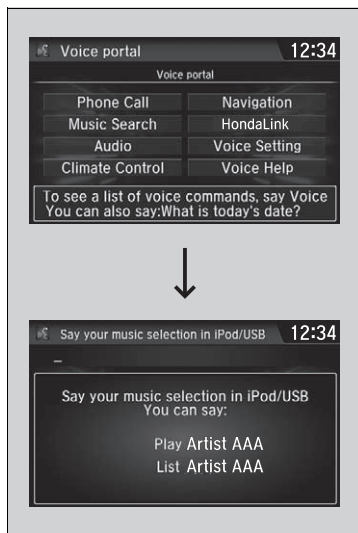 Voice portal 12:34
Voice portal
Phone Call Navigation
Music Search HondaLink
Audio Voice Setting
Climate Control Voice Help
To see a list of voice commands, say Voice
You can also say:What is today's date?
Say your music selection in iPod/USB 12:34
Say your music selection in iPod/USB
You can say:
Play Artist AAA
List Artist AAA